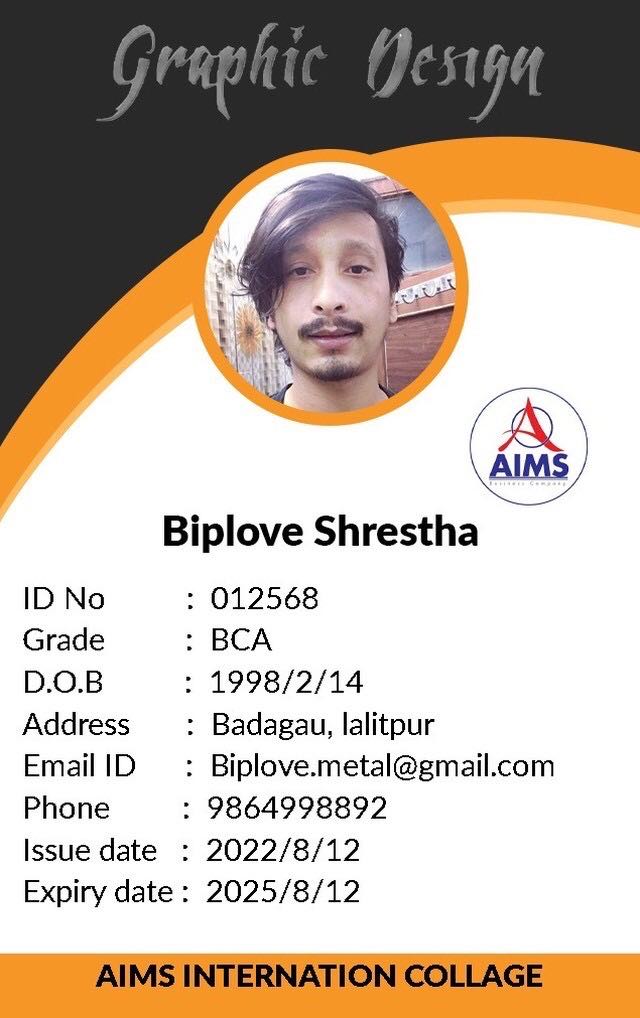 Graphic Design
AIMS
Business Company
Biplove Shrestha
ID No : 012568
Grade : BCA
D.O.B : 1998/2/14
Address : Badagau, lalitpur
Email ID : Biplove.metal@gmail.com
Phone : 9864998892
Issue date : 2022/8/12
Expiry date : 2025/8/12
AIMS INTERNATION COLLAGE